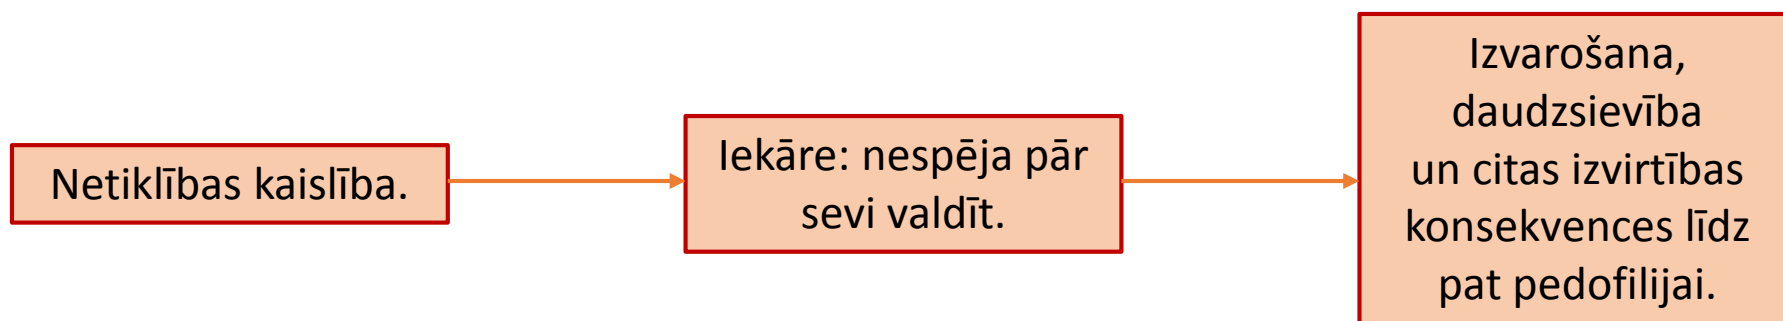 Netiklības kaislība.
Iekāre: nespēja pār
sevi valdīt.
Izvarošana,
daudzsievība
un citas izvirtības
konsekvences līdz
pat pedofilijai.